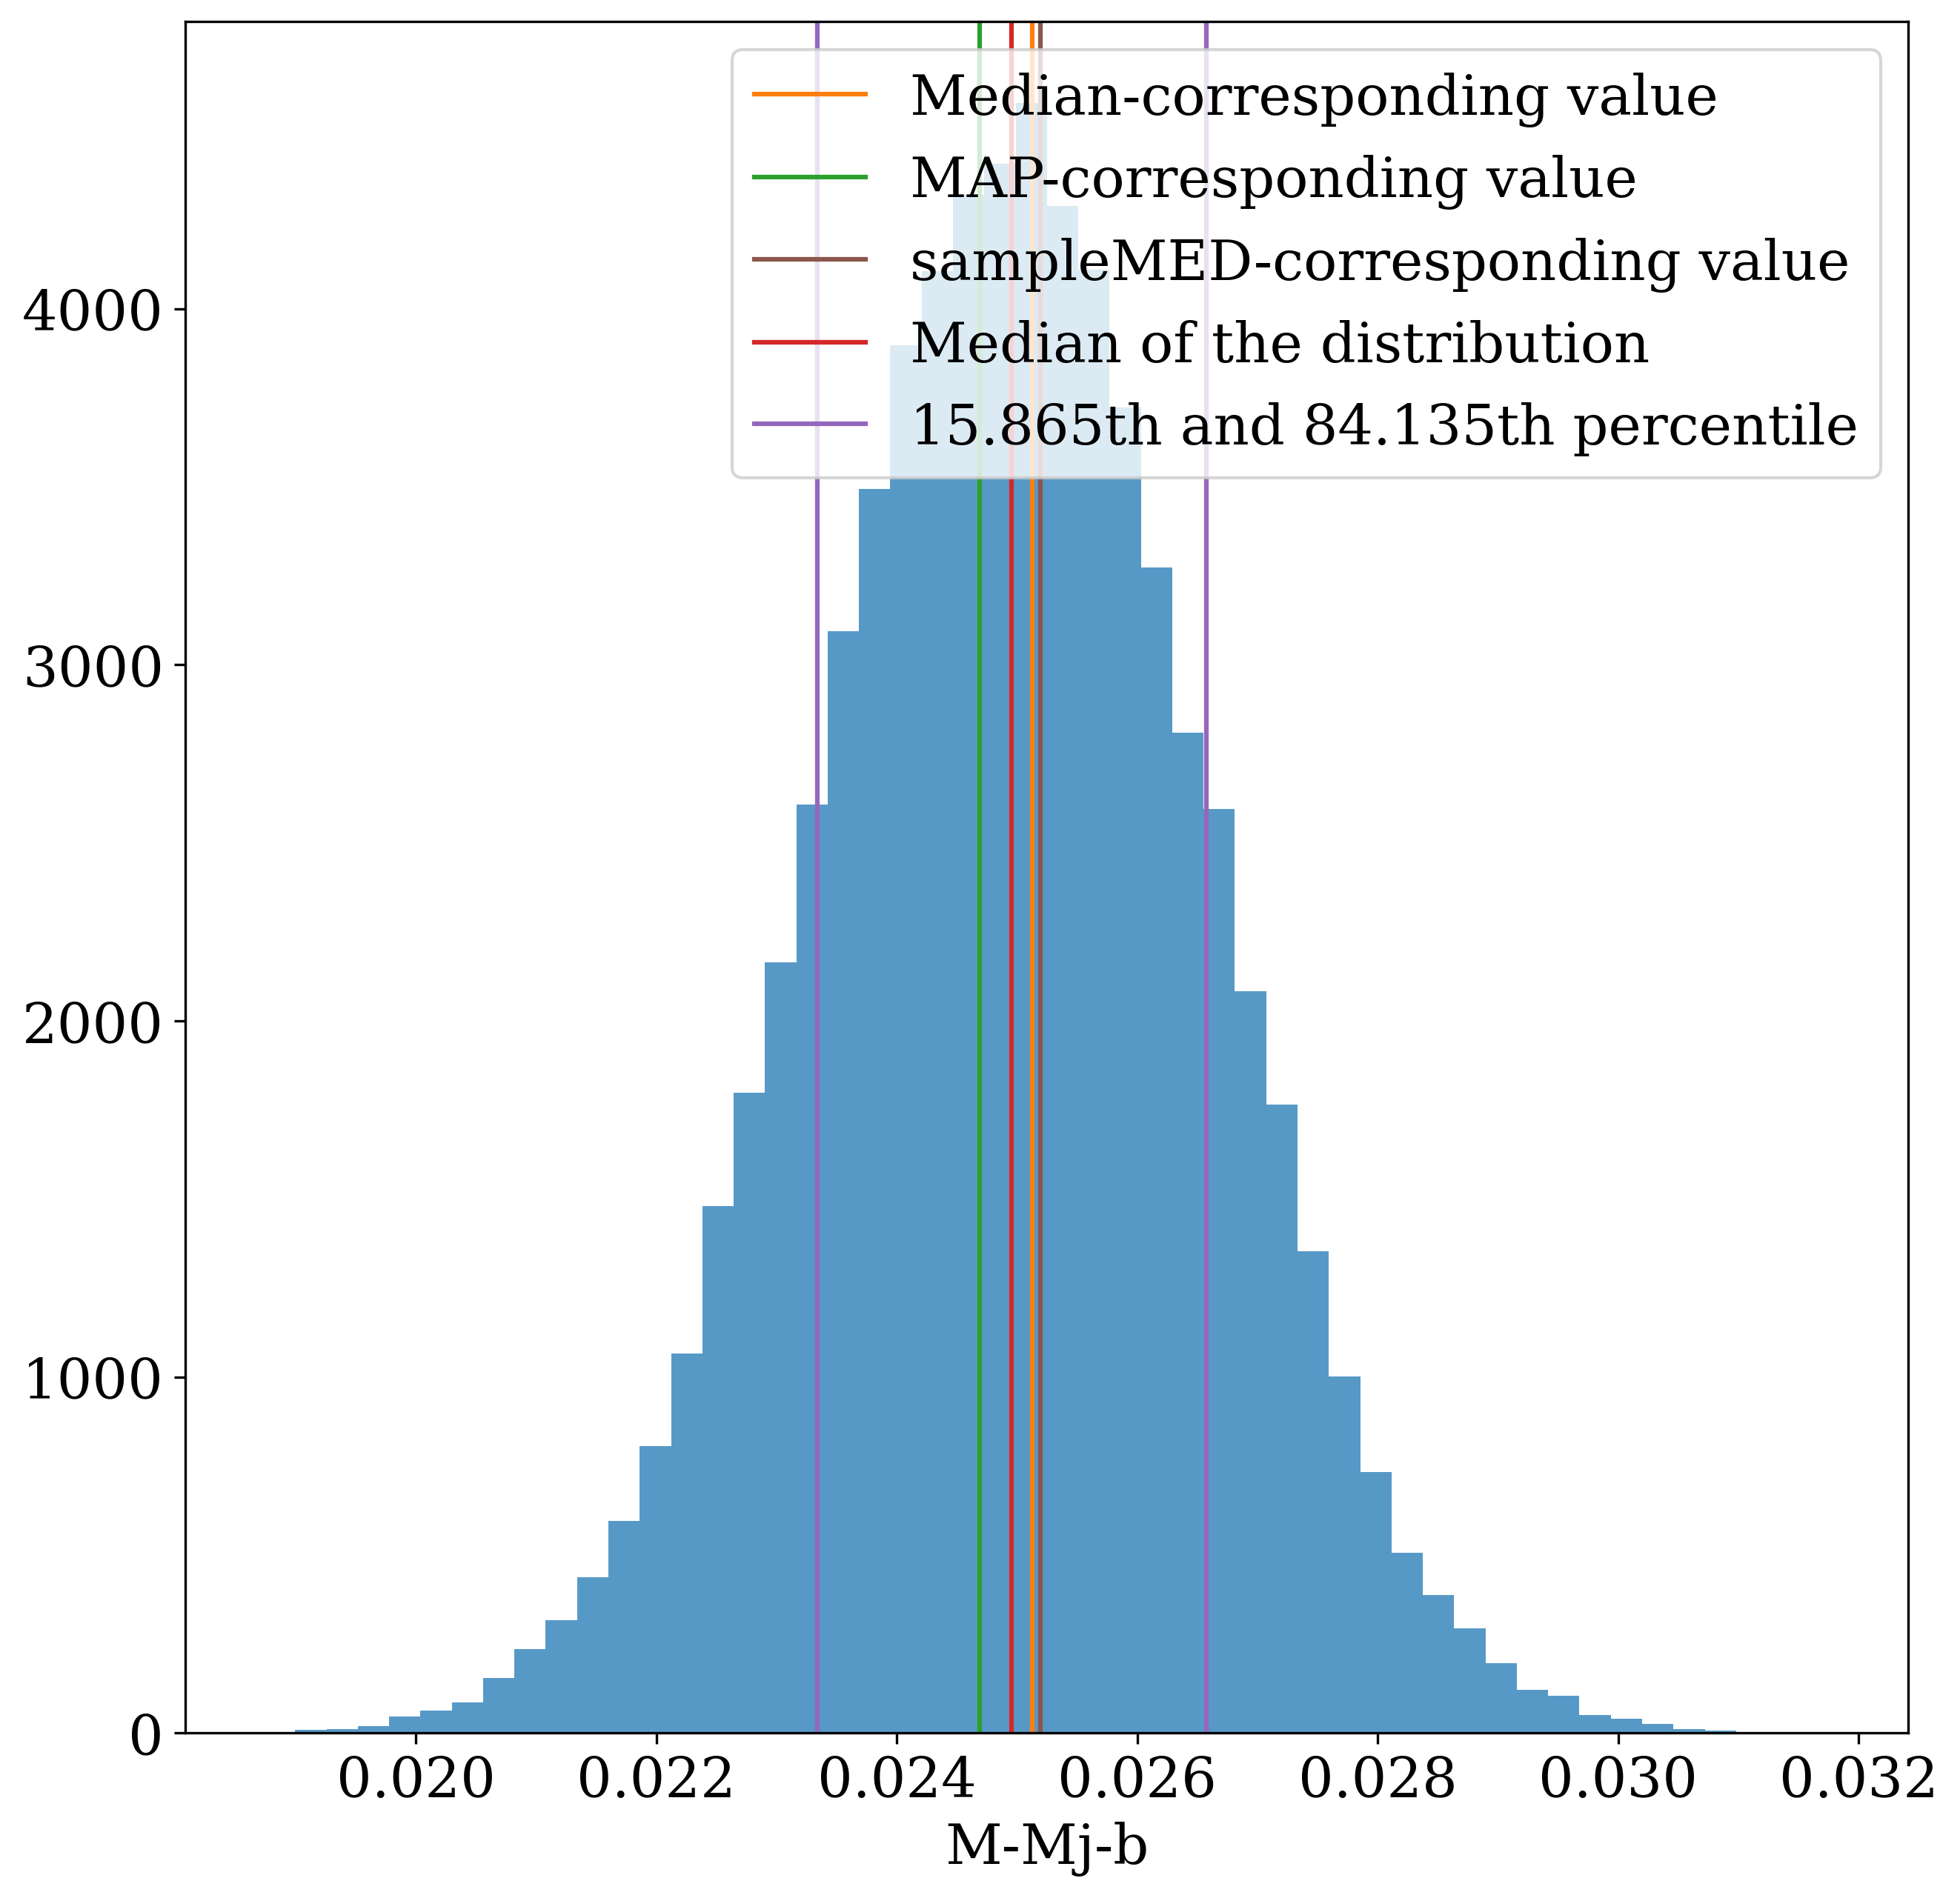 Median-corresponding value
MAP-corresponding value
sampleMED-corresponding value
Median of the distribution
15.865th and 84.135th percentile
4000
3000
2000
1000
0
0.020 0.022 0.024 0.026 0.028 0.030 0.032
M-Mj-b